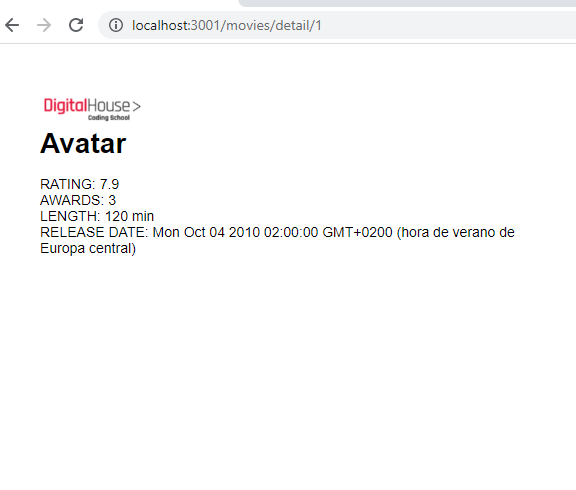 localhost:3001/movies/detail/1
DigitalHouse>
Coding School
Avatar
RATING: 7.9
AWARDS: 3
LENGTH: 120 min
RELEASE DATE: Mon Oct 04 2010 02:00:00 GMT+0200 (hora de verano de
Europa central)